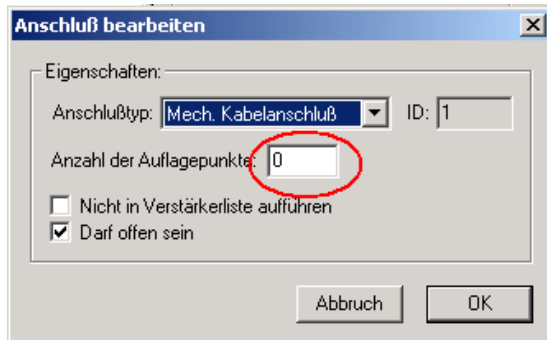 Anschluß bearbeiten
Eigenschaften:
Anschlußtyp: Mech. Kabelanschluß ID: 1
Anzahl der Auflagepunkte: 0
Nicht in Verstärkerliste aufführen
Darf offen sein
Abbruch OK